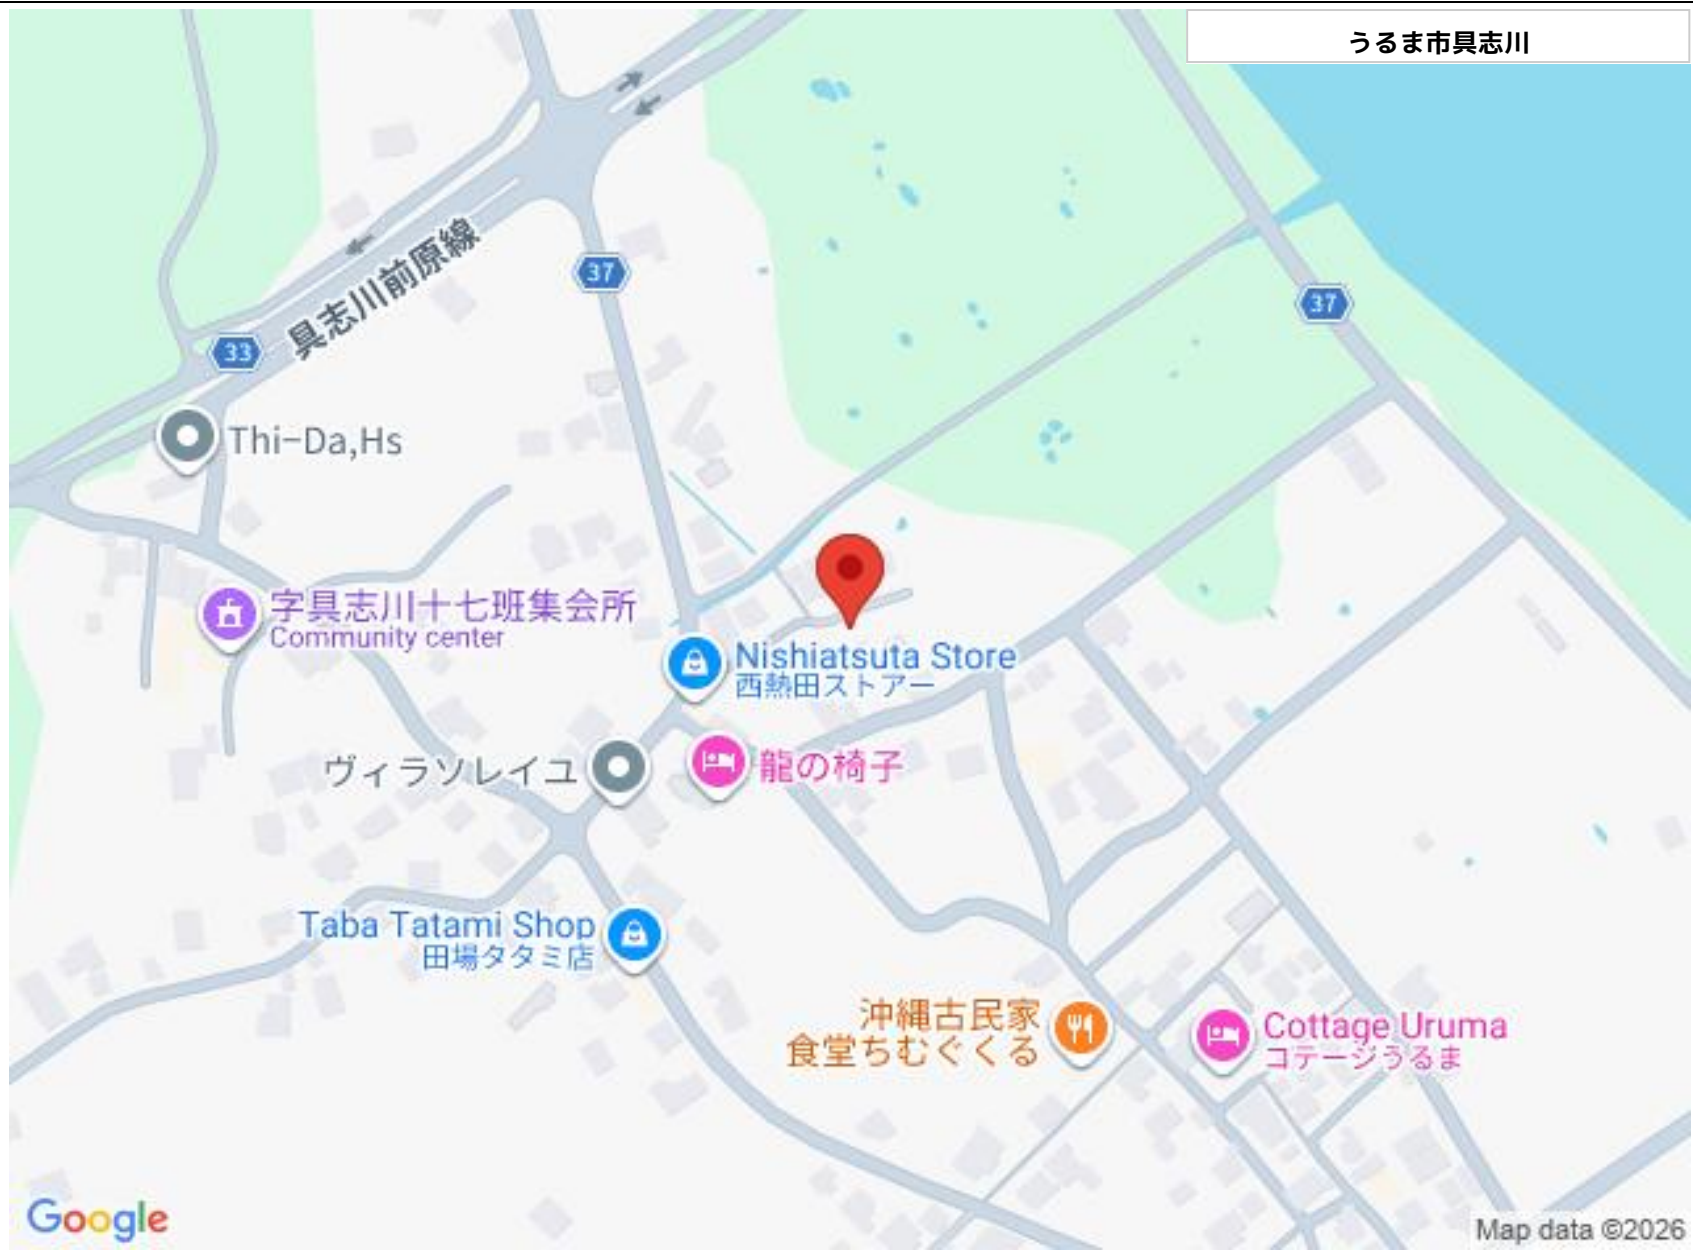 うるま市具志川
37
具志川前原線
37
33
Thi-Da,Hs
字具志川十七班集会所
Community center
Nishiatsuta Store
西熱田ストアー
ヴィラソレイユ
龍の椅子
Taba Tatami Shop
田場タタミ店
沖縄古民家
食堂ちむぐくる
Cottage Uruma
コテージうるま
Google
Map data ©2026